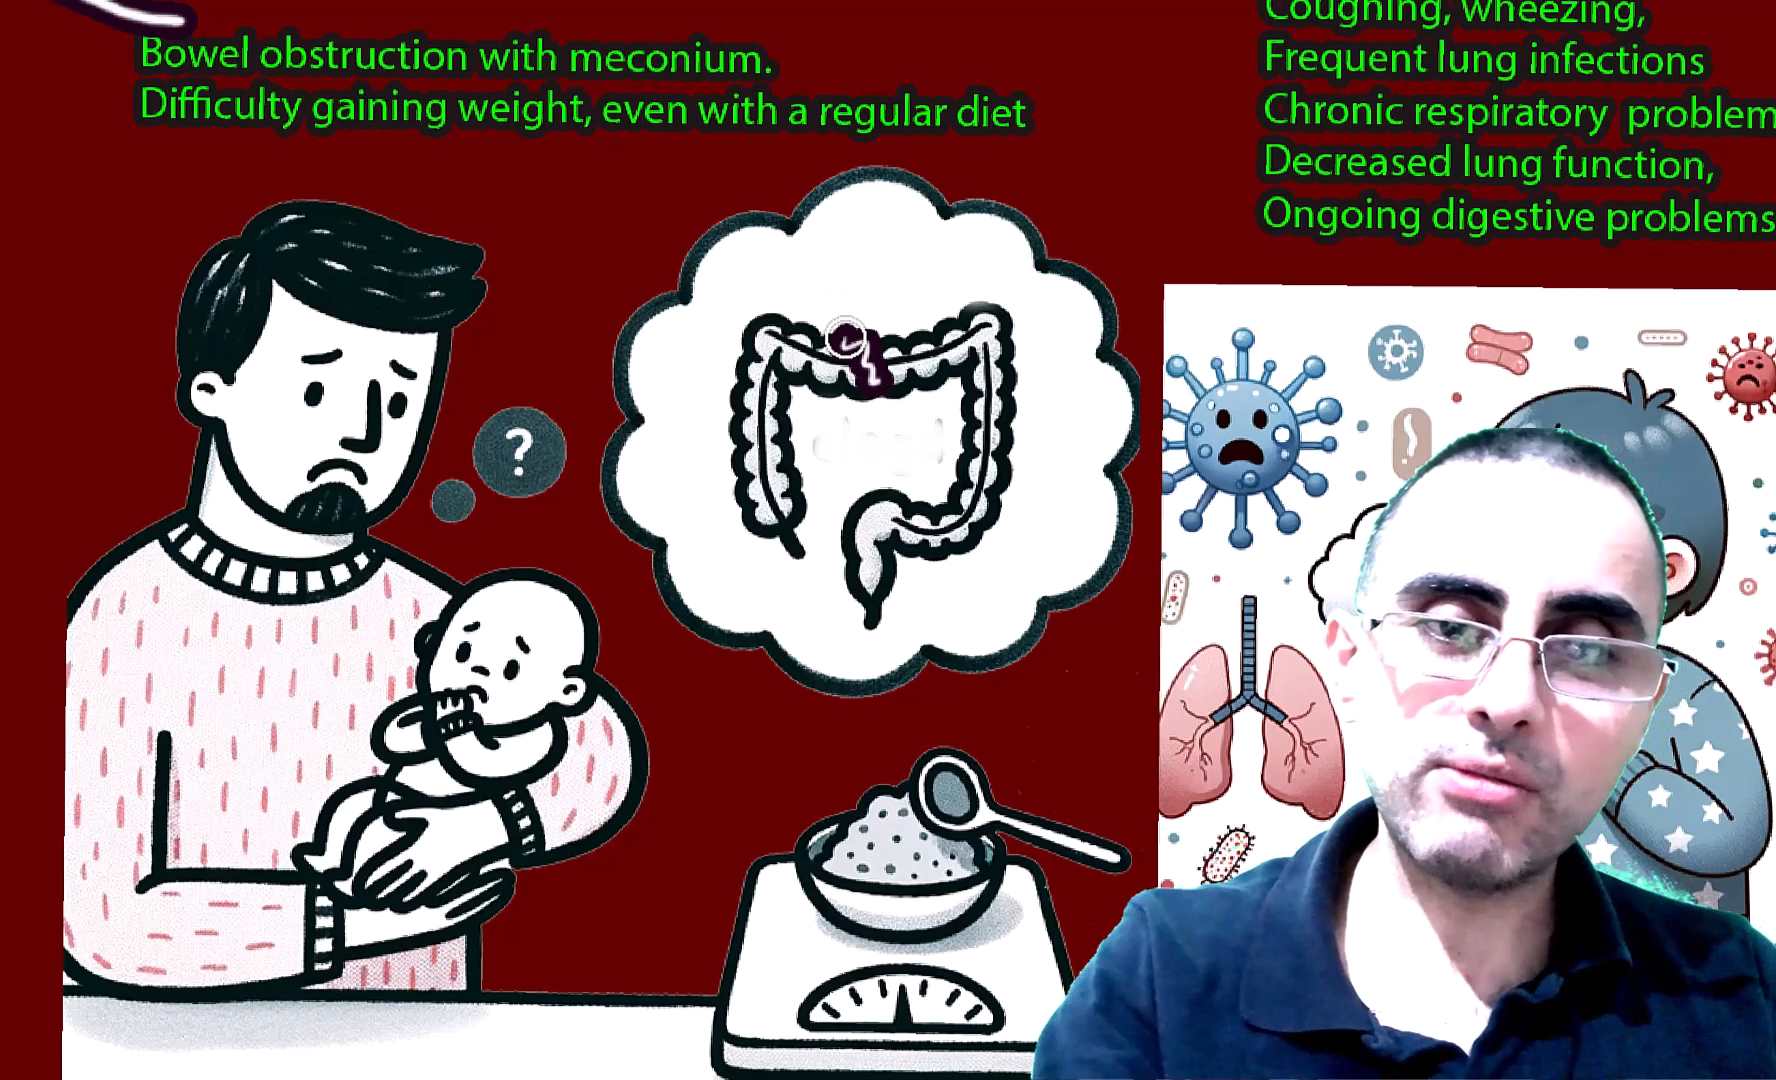 Bowel obstruction with meconium.
Difficulty gaining weight, even with a regular diet
Coughing, wheezing,
Frequent lung infections
Chronic respiratory problem
Decreased lung function,
Ongoing digestive problems
?